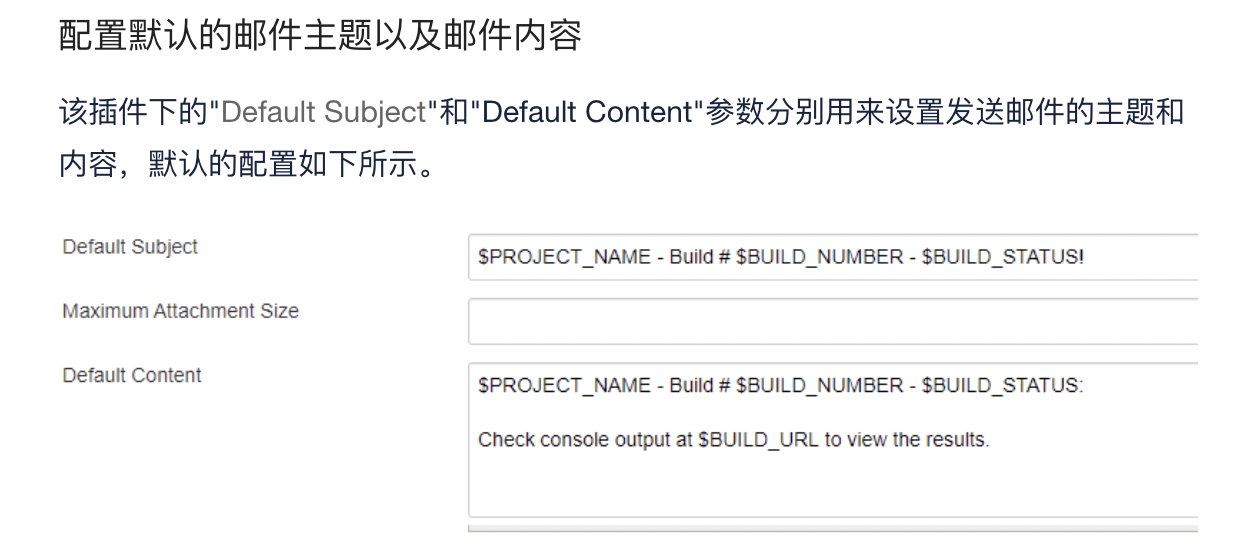 配置默认的邮件主题以及邮件内容
该插件下的"Default Subject"和"Default Content"参数分别用来设置发送邮件的主题和
内容，默认的配置如下所示。
Default Subject
$PROJECT_NAME - Build # $BUILD_NUMBER - $BUILD_STATUS!
Maximum Attachment Size
Default Content
$PROJECT_NAME - Build # $BUILD_NUMBER - $BUILD_STATUS:
Check console output at $BUILD_URL to view the results.